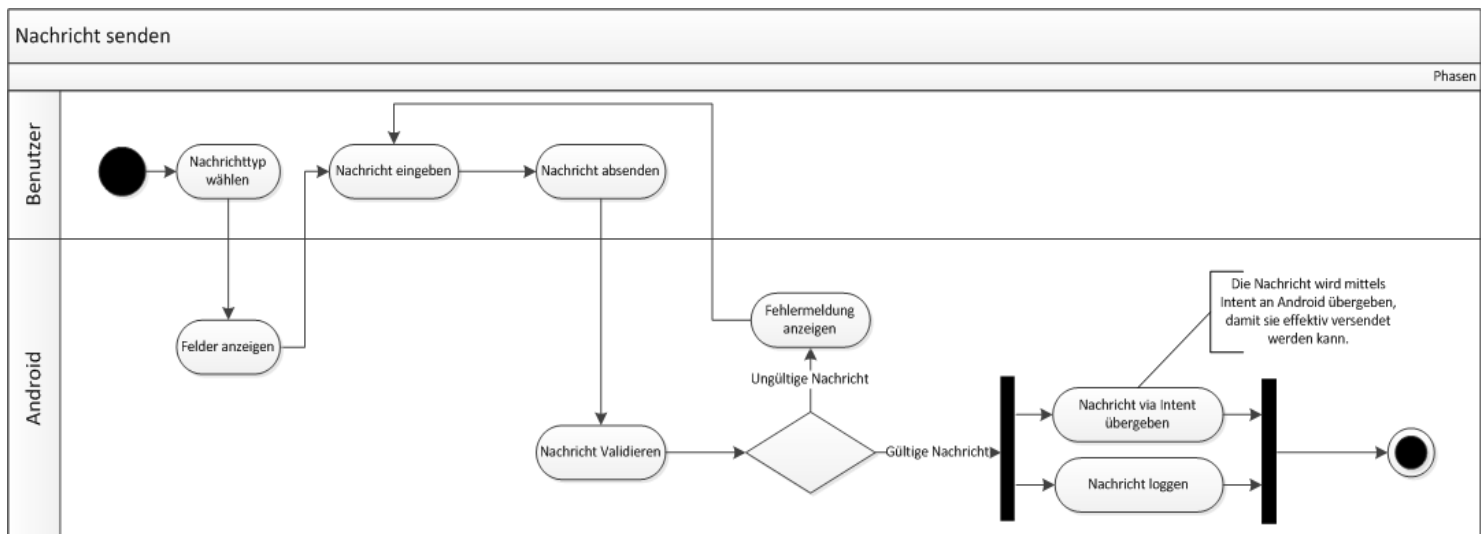 Nachricht senden
Phasen
Benutzer
Nachrichttyp
wählen
Nachricht eingeben
Nachricht absenden
Android
Felder anzeigen
Fehlermeldung
anzeigen
Die Nachricht wird mittels
Intent an Android übergeben,
damit sie effektiv versendet
werden kann.
Ungültige Nachricht
Nachricht via Intent
übergeben
Nachricht Validieren
Gültige Nachricht
Nachricht loggen